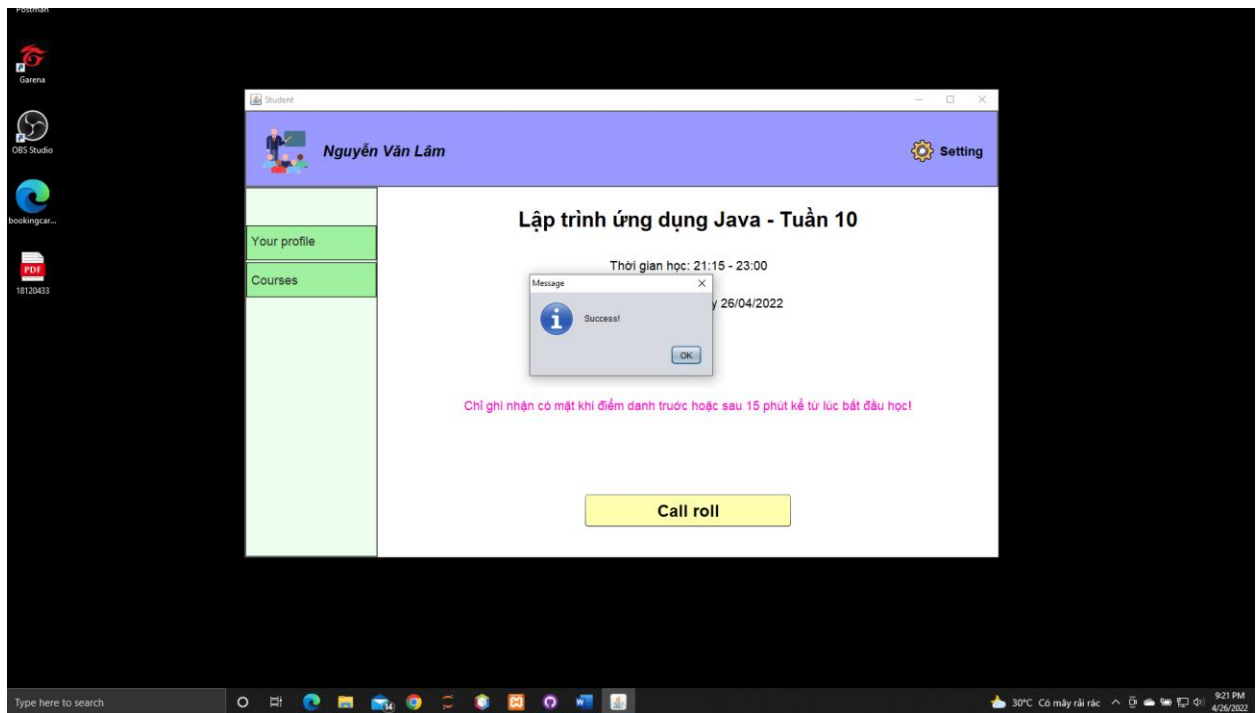 Postman
Garena
OBS Studio
bookingcar...
PDF
18120433
Student
Nguyễn Văn Lâm
Setting
Your profile
Courses
Lập trình ứng dụng Java - Tuần 10
Thời gian học: 21:15 - 23:00
y 26/04/2022
Message
Success!
OK
Chỉ ghi nhận có mặt khi điểm danh trước hoặc sau 15 phút kể từ lúc bắt đầu học!
Call roll
Type here to search
14
30°C Có mây rải rác
9:21 PM
4/26/2022